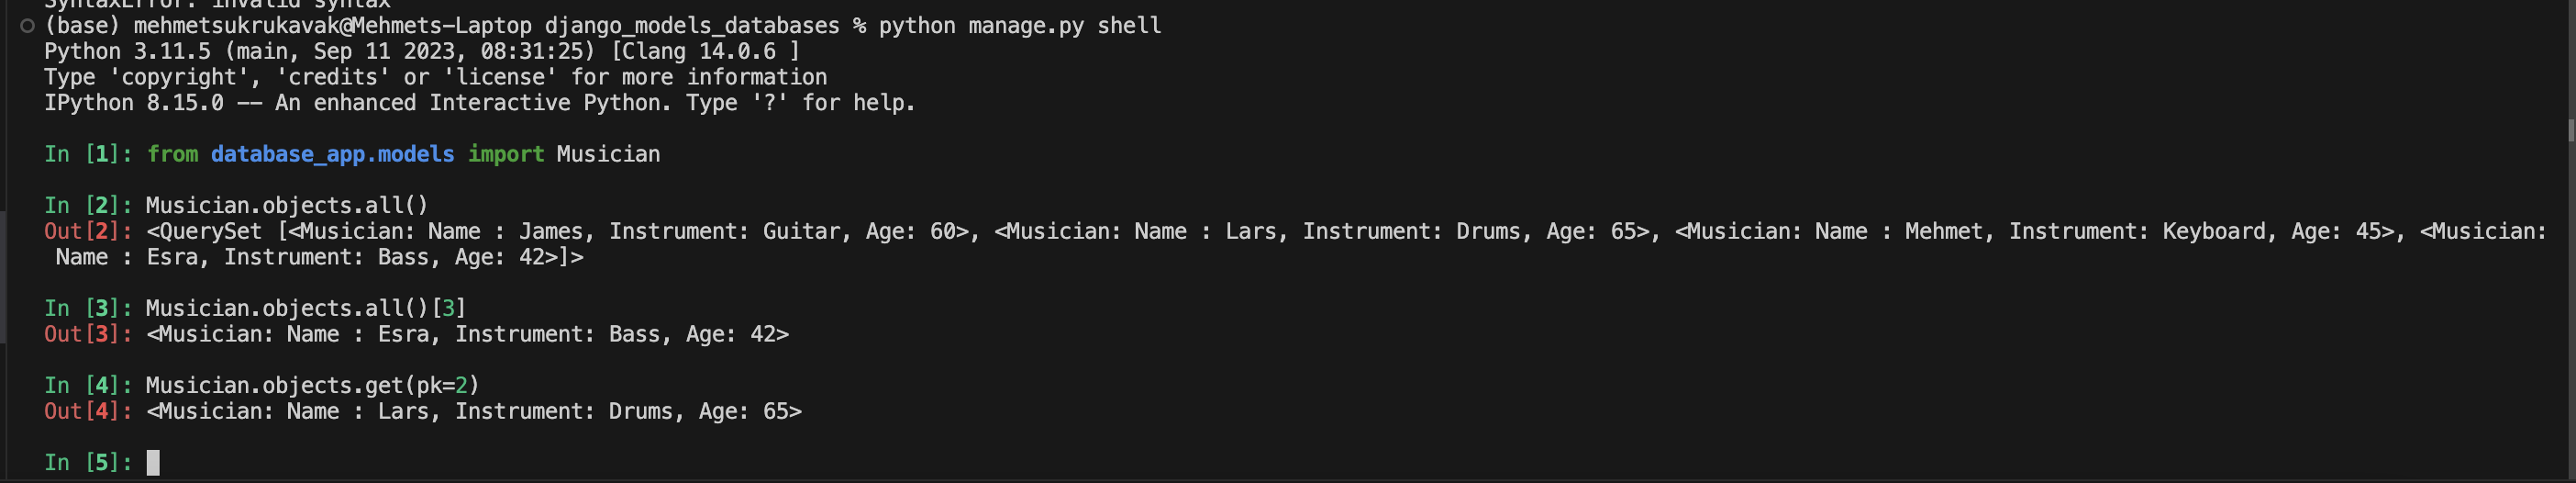 SyntaxError: invalid syntax
(base) mehmetsukrukavak@Mehmets-Laptop django_models_databases % python manage.py shell
Python 3.11.5 (main, Sep 11 2023, 08:31:25) [Clang 14.0.6 ]
Type 'copyright', 'credits' or 'license' for more information
IPython 8.15.0 -- An enhanced Interactive Python. Type '?' for help.
In [1]: from database_app.models import Musician
In [2]: Musician.objects.all()
Out[2]: <QuerySet [<Musician: Name : James, Instrument: Guitar, Age: 60>, <Musician: Name : Lars, Instrument: Drums, Age: 65>, <Musician: Name : Mehmet, Instrument: Keyboard, Age: 45>, <Musician:
Name : Esra, Instrument: Bass, Age: 42>]>
In [3]: Musician.objects.all()[3]
Out[3]: <Musician: Name : Esra, Instrument: Bass, Age: 42>
In [4]: Musician.objects.get(pk=2)
Out[4]: <Musician: Name : Lars, Instrument: Drums, Age: 65>
In [5]: